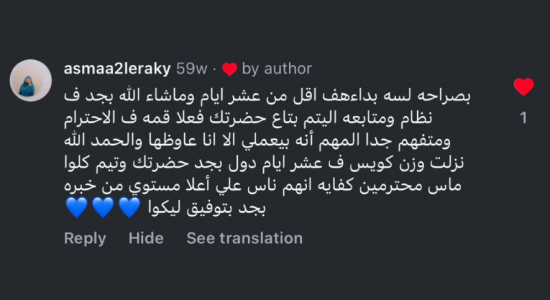 asmaa2leraky 59w · ❤ by author
بصراحه لسه بداءهف اقل من عشر ايام وماشاء الله بجد ف
نظام ومتابعه اليتم بتاع حضرتك فعلا قمه ف الاحترام
ومتفهم جدا المهم أنه بيعملي الا انا عاوظها والحمد الله
نزلت وزن كويس ف عشر ايام دول بجد حضرتك وتيم كلوا
ماس محترمين كفايه انهم ناس علي أعلا مستوي من خبره
بجد بتوفيق ليكوا 💙💙💙
1
Reply Hide See translation